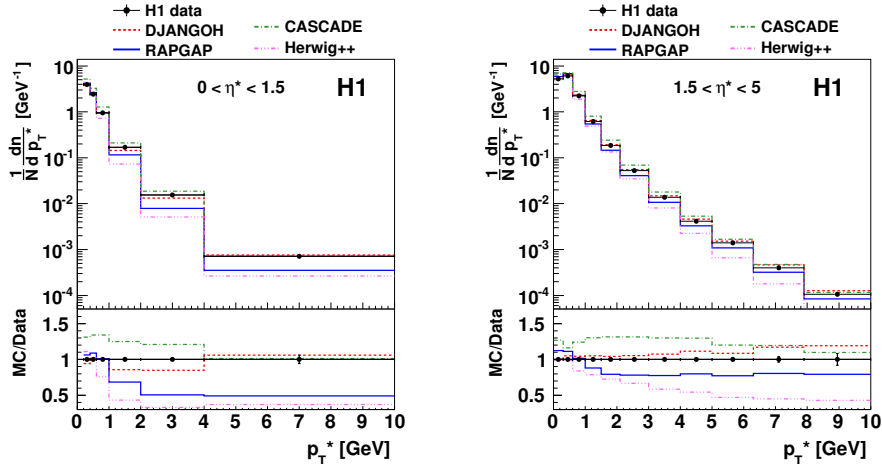 H1 data
DJANGOH
RAPGAP
CASCADE
Herwig++
0 < η* < 1.5
H1
1/N dn/d p_T* [GeV⁻¹]
10
1
10⁻¹
10⁻²
10⁻³
10⁻⁴
MC/Data
1.5
1
0.5
0 1 2 3 4 5 6 7 8 9 10
p_T* [GeV]
H1 data
DJANGOH
RAPGAP
CASCADE
Herwig++
1.5 < η* < 5
H1
1/N dn/d p_T* [GeV⁻¹]
10
1
10⁻¹
10⁻²
10⁻³
10⁻⁴
MC/Data
1.5
1
0.5
0 1 2 3 4 5 6 7 8 9 10
p_T* [GeV]